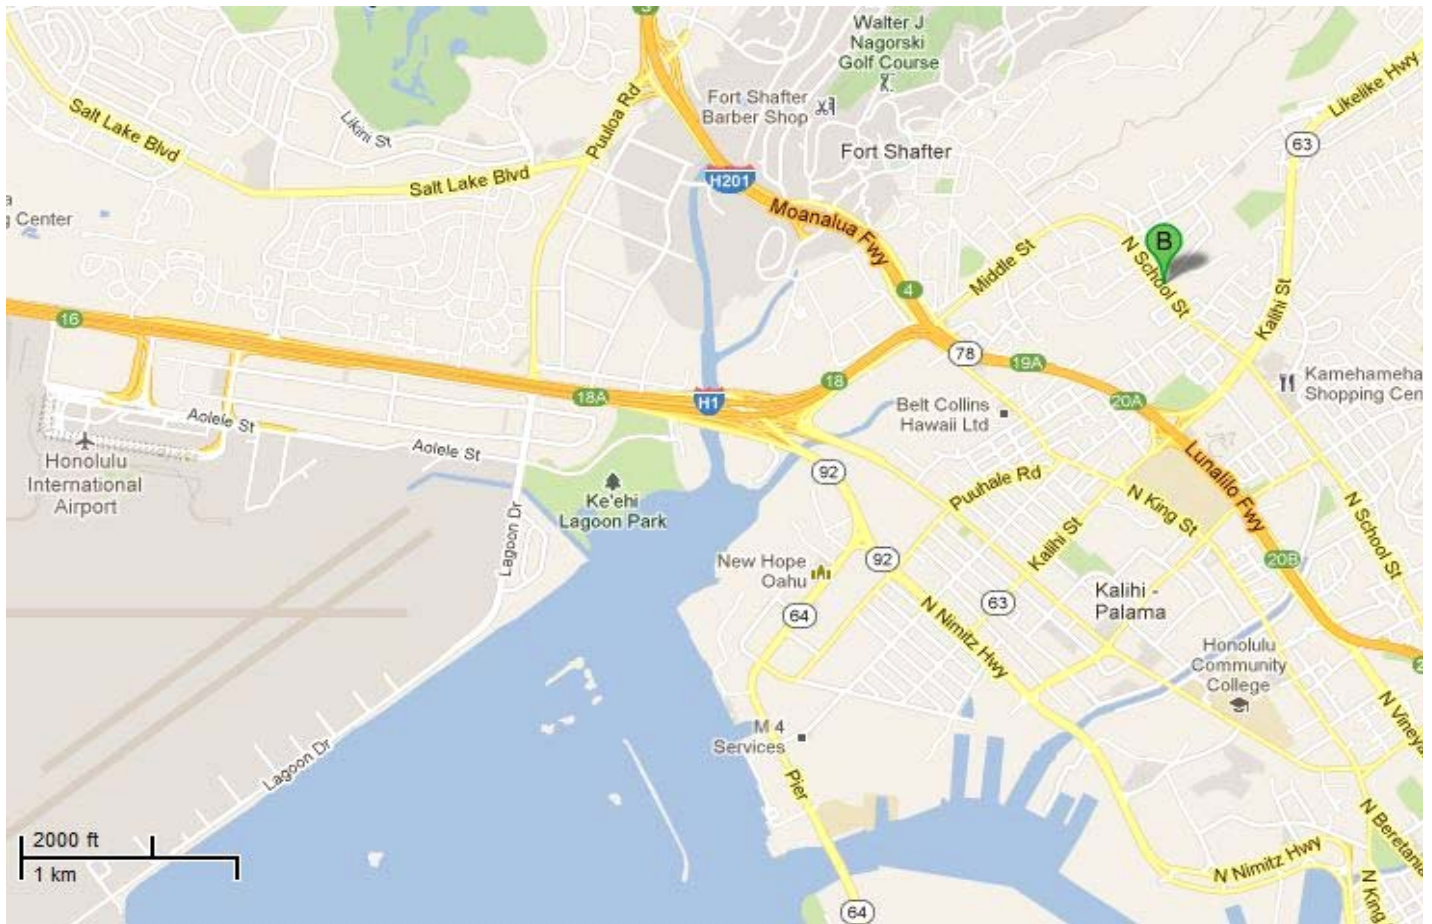 3
Walter J
Nagorski
Golf Course
Likelike Hwy
Salt Lake Blvd
Likini St
Puuloa Rd
Fort Shafter
Barber Shop
Fort Shafter
63
Salt Lake Blvd
H201
Center
Moanalua Fwy
Middle St
B
N School St
4
Kalihi St
16
78
19A
18
18A
H1
20A
Kamehameha
Shopping Cen
Belt Collins
Hawaii Ltd
Aolele St
Aolele St
Honolulu
International
Airport
92
Lunalilo Fwy
Puuhale Rd
Ke'ehi
Lagoon Park
N King St
N School St
Lagoon Dr
Kalihi St
New Hope
Oahu
92
20B
64
63
Kalihi -
Palama
N Nimitz Hwy
Honolulu
Community
College
N Vineya
M 4
Services
Lagoon Dr
Pier
N Beretania
2000 ft
1 km
N Nimitz Hwy
N King
64